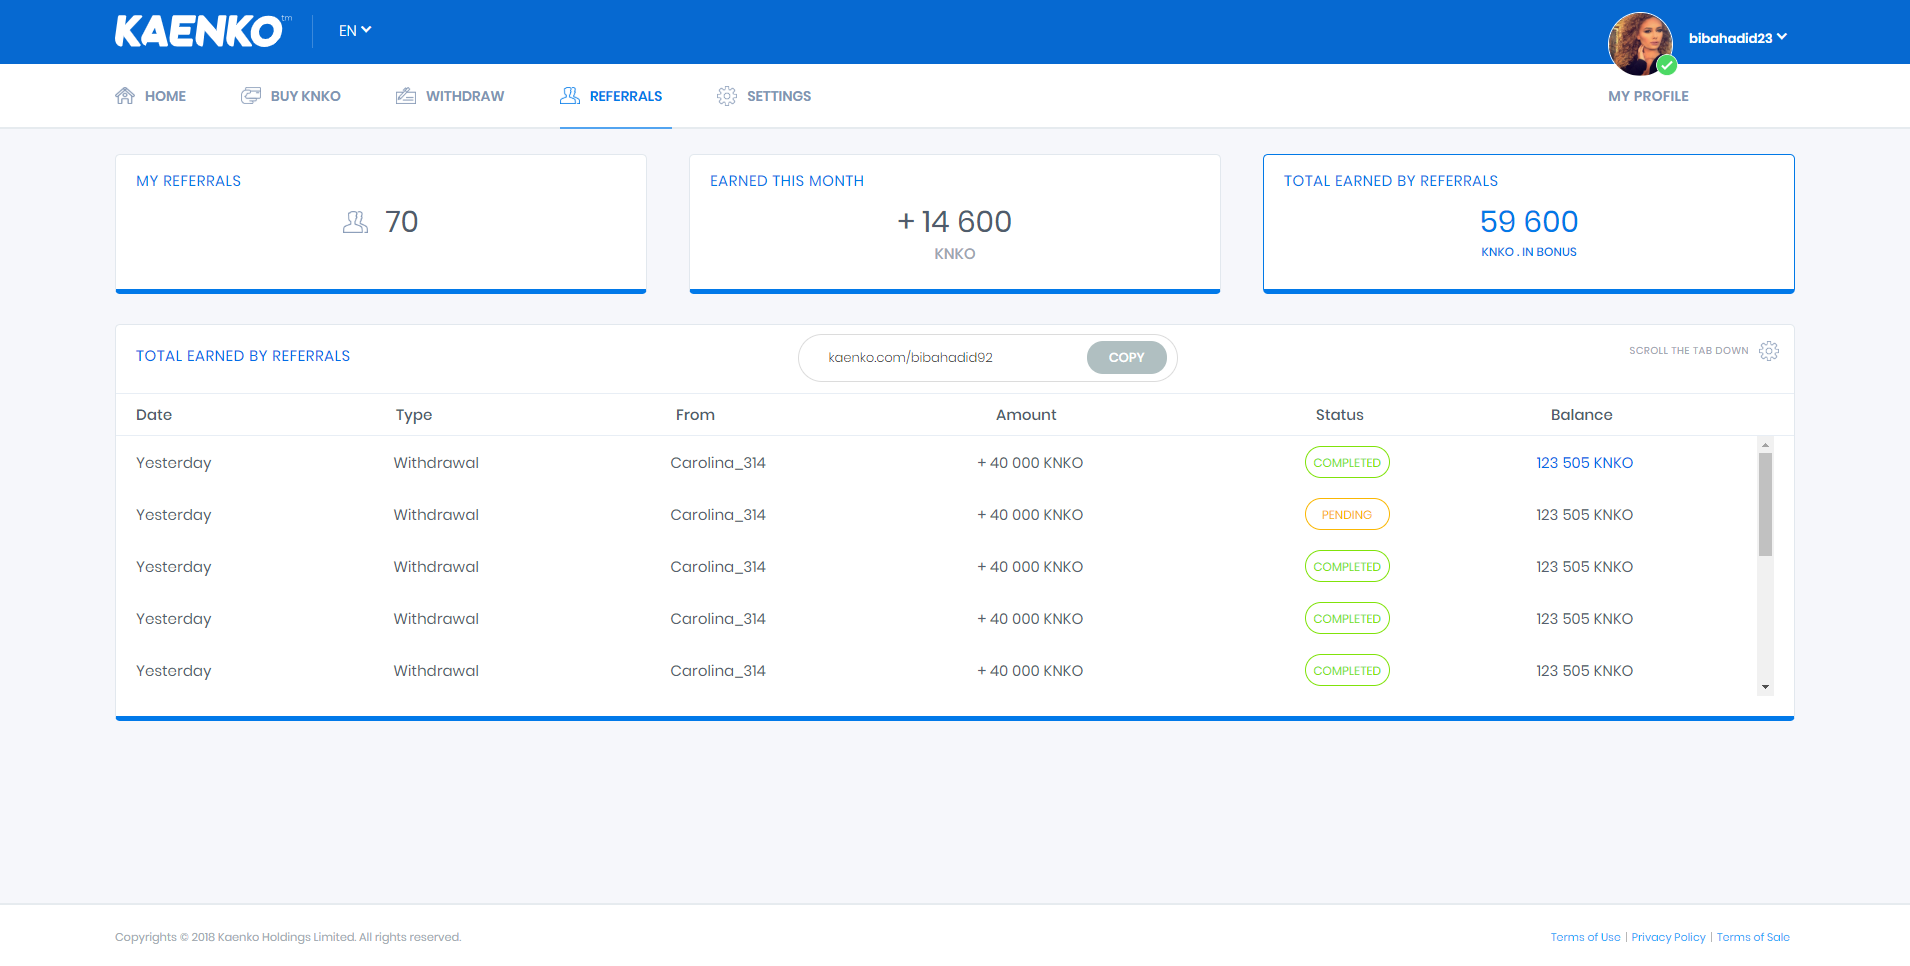 KAENKO tm
EN
bibahadid23
HOME
BUY KNKO
WITHDRAW
REFERRALS
SETTINGS
MY PROFILE
MY REFERRALS
70
EARNED THIS MONTH
+ 14 600
KNKO
TOTAL EARNED BY REFERRALS
59 600
KNKO . IN BONUS
TOTAL EARNED BY REFERRALS
kaenko.com/bibahadid92
COPY
SCROLL THE TAB DOWN
Date Type From Amount Status Balance
Yesterday Withdrawal Carolina_314 + 40 000 KNKO COMPLETED 123 505 KNKO
Yesterday Withdrawal Carolina_314 + 40 000 KNKO PENDING 123 505 KNKO
Yesterday Withdrawal Carolina_314 + 40 000 KNKO COMPLETED 123 505 KNKO
Yesterday Withdrawal Carolina_314 + 40 000 KNKO COMPLETED 123 505 KNKO
Yesterday Withdrawal Carolina_314 + 40 000 KNKO COMPLETED 123 505 KNKO
Copyrights © 2018 Kaenko Holdings Limited. All rights reserved.
Terms of Use | Privacy Policy | Terms of Sale